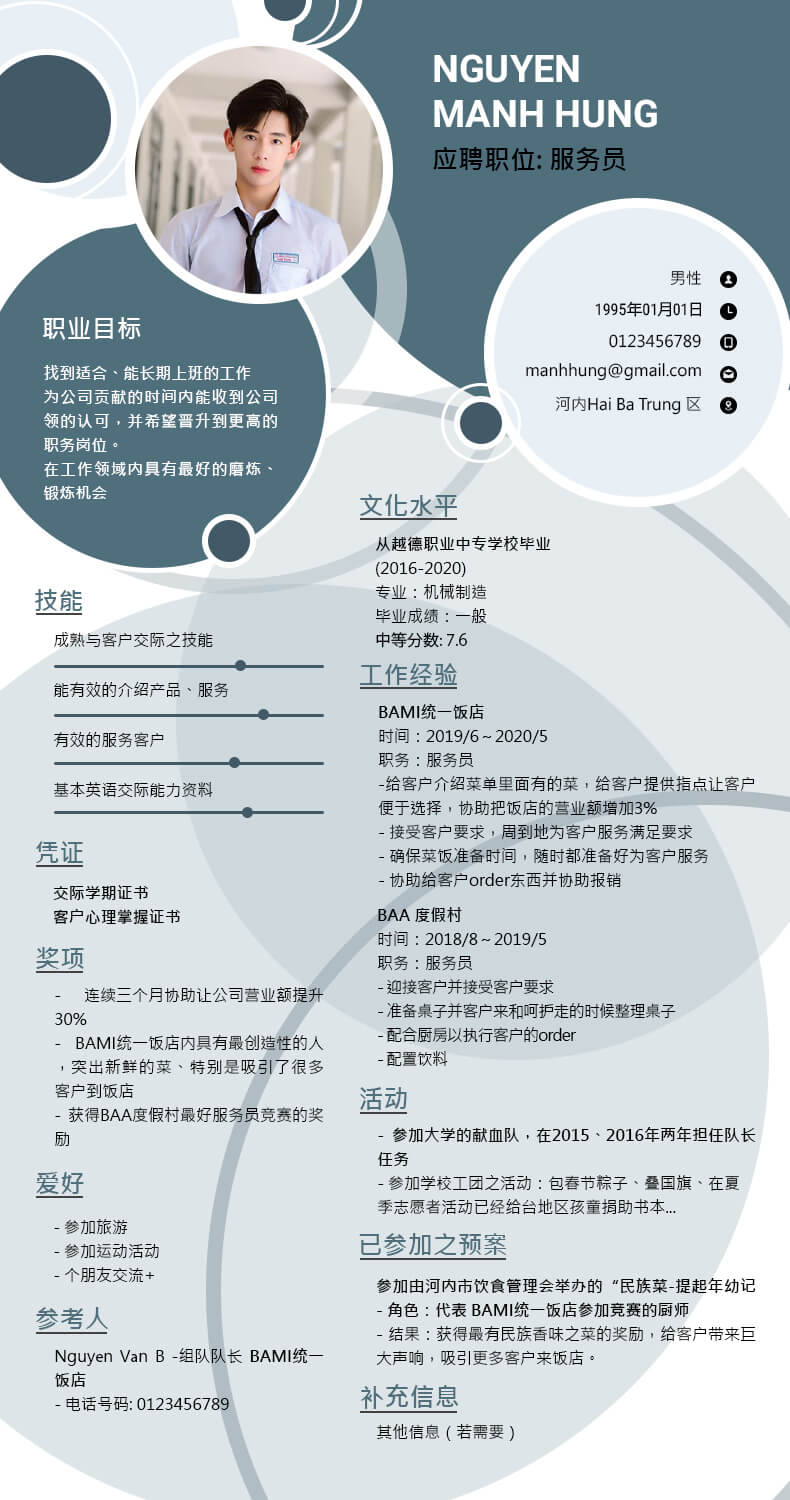 NGUYEN
MANH HUNG
应聘职位: 服务员
男性
1995年01月01日
0123456789
manhhung@gmail.com
河内Hai Ba Trung 区
职业目标
找到适合、能长期上班的工作
为公司贡献的时间内能收到公司
领的认可，并希望晋升到更高的
职务岗位。
在工作领域内具有最好的磨炼、
锻炼机会
技能
成熟与客户交际之技能
能有效的介绍产品、服务
有效的服务客户
基本英语交际能力资料
凭证
交际学期证书
客户心理掌握证书
奖项
- 连续三个月协助让公司营业额提升
30%
- BAMI统一饭店内具有最创造性的人
，突出新鲜的菜、特别是吸引了很多
客户到饭店
- 获得BAA度假村最好服务员竞赛的奖
励
爱好
- 参加旅游
- 参加运动活动
- 个朋友交流+
参考人
Nguyen Van B -组队队长 BAMI统一
饭店
- 电话号码: 0123456789
文化水平
从越德职业中专学校毕业
(2016-2020)
专业：机械制造
毕业成绩：一般
中等分数: 7.6
工作经验
BAMI统一饭店
时间：2019/6～2020/5
职务：服务员
-给客户介绍菜单里面有的菜，给客户提供指点让客户
便于选择，协助把饭店的营业额增加3%
- 接受客户要求，周到地为客户服务满足要求
- 确保菜饭准备时间，随时都准备好为客户服务
- 协助给客户order东西并协助报销
BAA 度假村
时间：2018/8～2019/5
职务：服务员
- 迎接客户并接受客户要求
- 准备桌子并客户来和呵护走的时候整理桌子
- 配合厨房以执行客户的order
- 配置饮料
活动
- 参加大学的献血队，在2015、2016年两年担任队长
任务
- 参加学校工团之活动：包春节粽子、叠国旗、在夏
季志愿者活动已经给台地区孩童捐助书本...
已参加之预案
参加由河内市饮食管理会举办的“民族菜-提起年幼记
- 角色：代表 BAMI统一饭店参加竞赛的厨师
- 结果：获得最有民族香味之菜的奖励，给客户带来巨
大声响，吸引更多客户来饭店。
补充信息
其他信息（若需要）